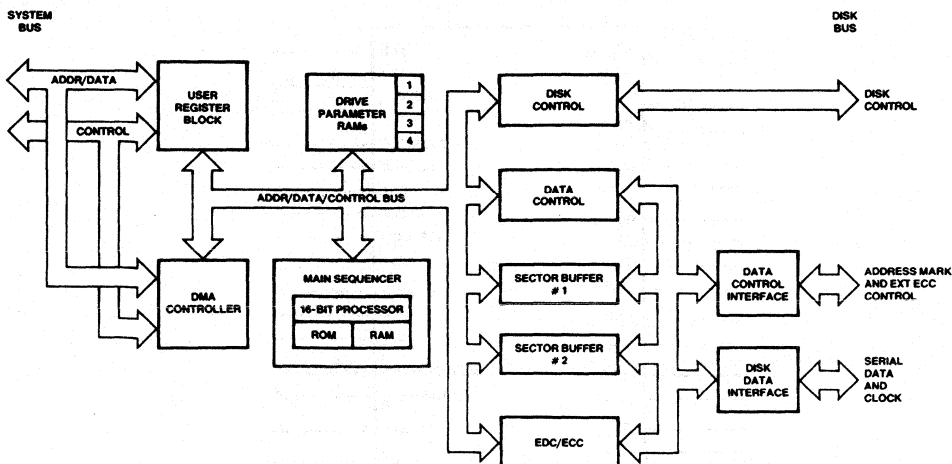 SYSTEM
BUS
DISK
BUS
ADDR/DATA
CONTROL
USER
REGISTER
BLOCK
DRIVE
PARAMETER
RAMs
1
2
3
4
DISK
CONTROL
DISK
CONTROL
ADDR/DATA/CONTROL BUS
DATA
CONTROL
DMA
CONTROLLER
MAIN SEQUENCER
16-BIT PROCESSOR
ROM
RAM
SECTOR BUFFER
# 1
SECTOR BUFFER
# 2
EDC/ECC
DATA
CONTROL
INTERFACE
ADDRESS MARK
AND EXT ECC
CONTROL
DISK
DATA
INTERFACE
SERIAL
DATA
AND
CLOCK